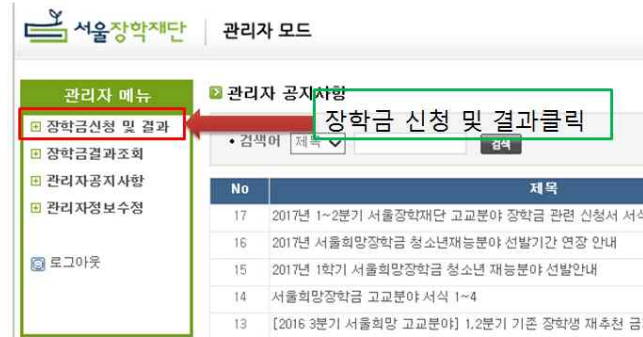 서울장학재단
관리자 모드
관리자 메뉴
장학금신청 및 결과
장학금결과조회
관리자공지사항
관리자정보수정
로그아웃
관리자 공지사항
장학금 신청 및 결과클릭
검색어 제목 검색
No 제목
17 2017년 1~2분기 서울장학재단 고교분야 장학금 관련 신청서 서식
16 2017년 서울희망장학금 청소년재능분야 선발기간 연장 안내
15 2017년 1학기 서울희망장학금 청소년 재능분야 선발안내
14 서울희망장학금 고교분야 서식 1~4
13 [2016 3분기 서울희망 고교분야] 1,2분기 기존 장학생 재추천 금